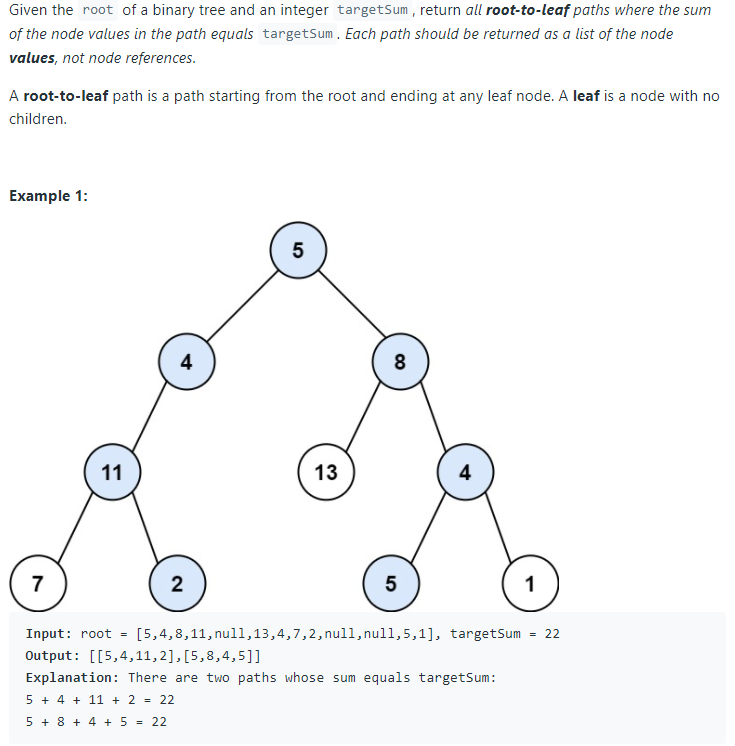 Given the root of a binary tree and an integer targetSum, return all root-to-leaf paths where the sum
of the node values in the path equals targetSum. Each path should be returned as a list of the node
values, not node references.
A root-to-leaf path is a path starting from the root and ending at any leaf node. A leaf is a node with no
children.
Example 1:
5
4 8
11 13 4
7 2 5 1
Input: root = [5,4,8,11,null,13,4,7,2,null,null,5,1], targetSum = 22
Output: [[5,4,11,2],[5,8,4,5]]
Explanation: There are two paths whose sum equals targetSum:
5 + 4 + 11 + 2 = 22
5 + 8 + 4 + 5 = 22